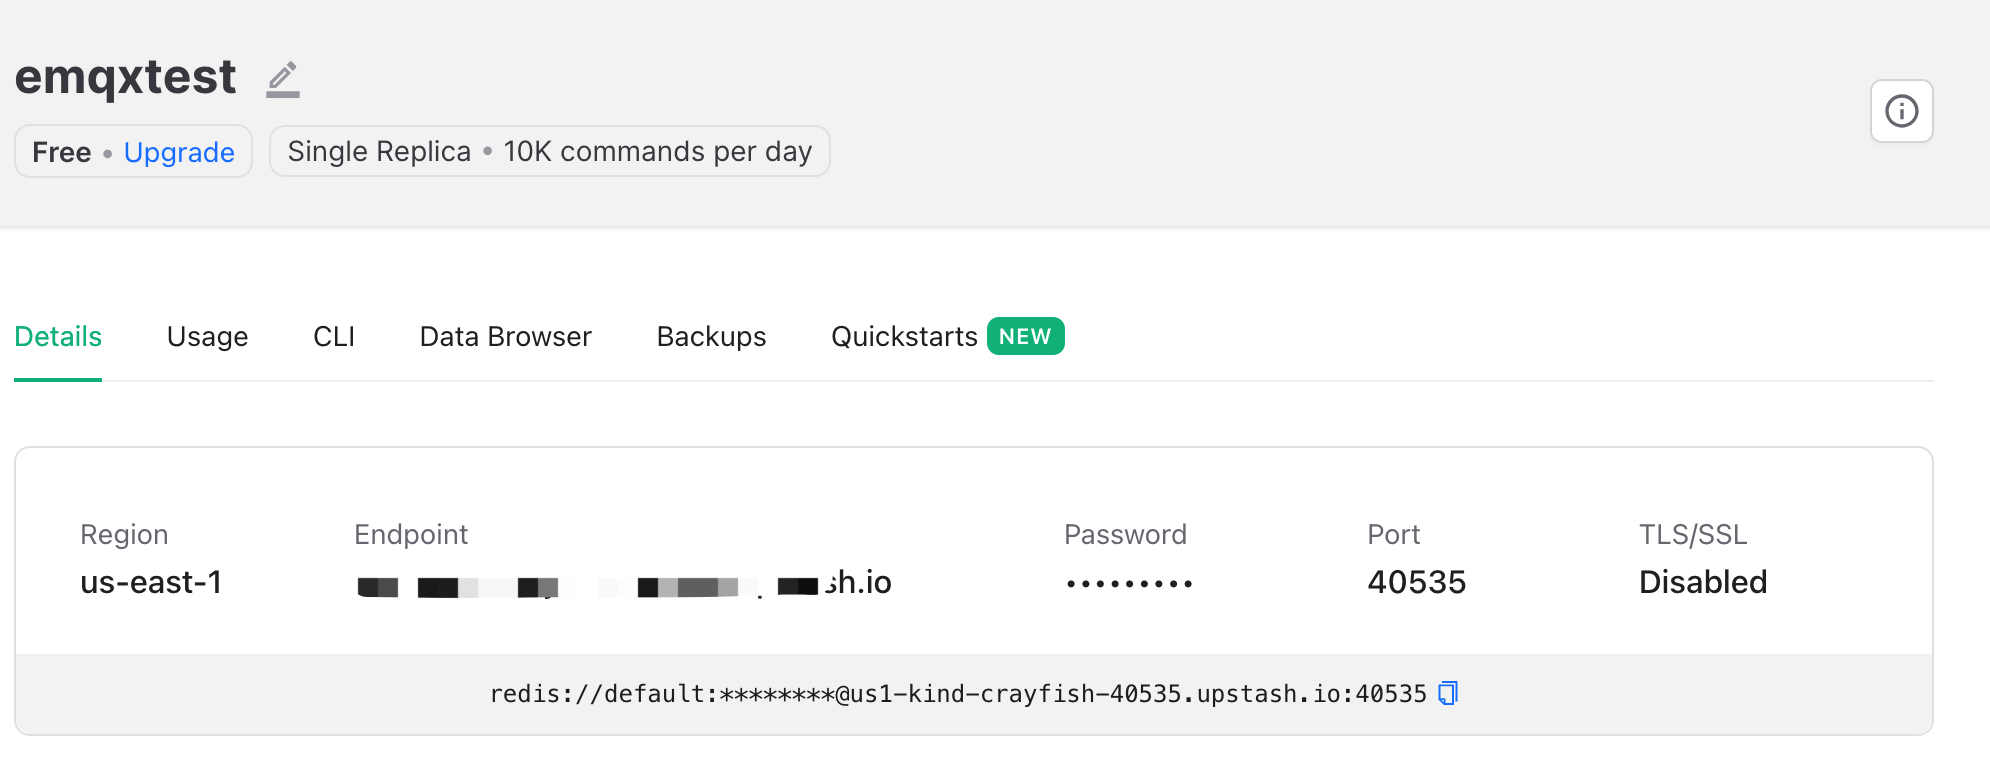 emqxtest
Free • Upgrade Single Replica • 10K commands per day
Details Usage CLI Data Browser Backups Quickstarts NEW
Region Endpoint Password Port TLS/SSL
us-east-1 sh.io ••••••••• 40535 Disabled
redis://default:********@us1-kind-crayfish-40535.upstash.io:40535